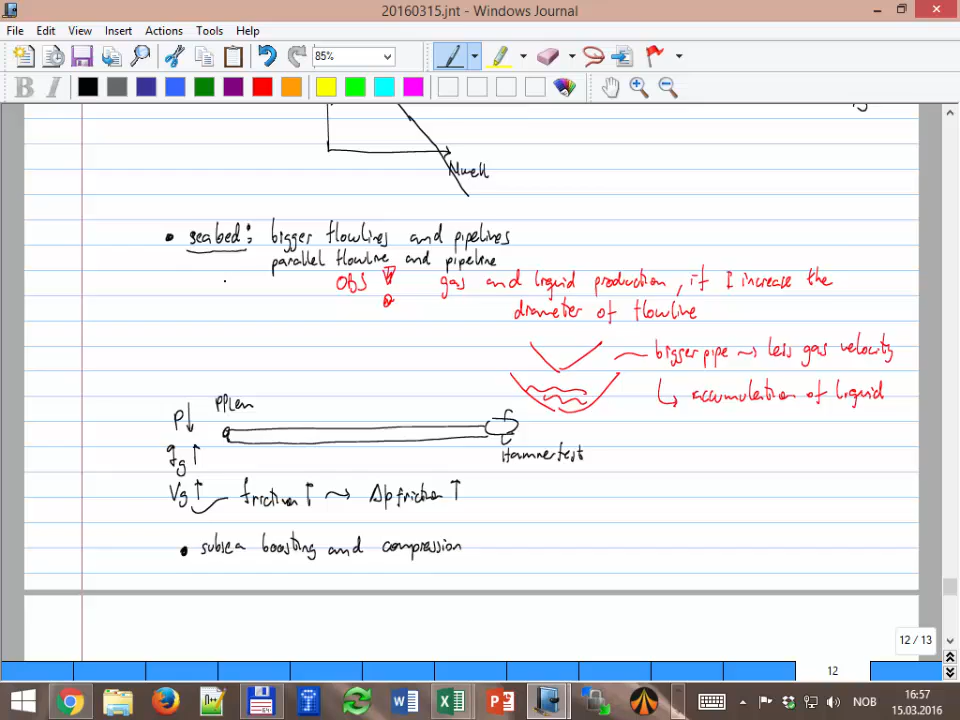 20160315.jnt - Windows Journal
File Edit View Insert Actions Tools Help
85%
B I
Nwell
• seabed: bigger flowlines and pipelines
parallel flowline and pipeline
OBS gas and liquid production, if I increase the
diameter of flowline
bigger pipe → less gas velocity
↳ accumulation of liquid
P↓ PPlem
Hammerfest
qg ↑
Vg ↑ friction ↑ → Δp friction ↑
• subsea boosting and compression
12 / 13
12
NOB
16:57
15.03.2016